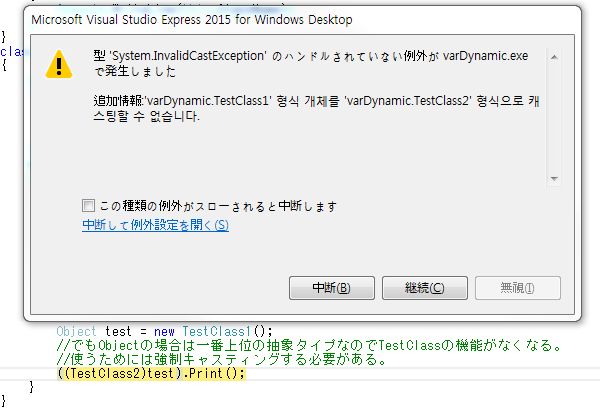 Microsoft Visual Studio Express 2015 for Windows Desktop
}
class
{
型 'System.InvalidCastException' のハンドルされていない例外が varDynamic.exe
で発生しました
追加情報:'varDynamic.TestClass1' 형식 개체를 'varDynamic.TestClass2' 형식으로 캐
스팅할 수 없습니다.
この種類の例外がスローされると中断します
中断して例外設定を開く(S)
中断(B) 継続(C) 無視(I)
Object test = new TestClass1();
//でもObjectの場合は一番上位の抽象タイプなのでTestClassの機能がなくなる。
//使うためには強制キャスティングする必要がある。
((TestClass2)test).Print();
}
}